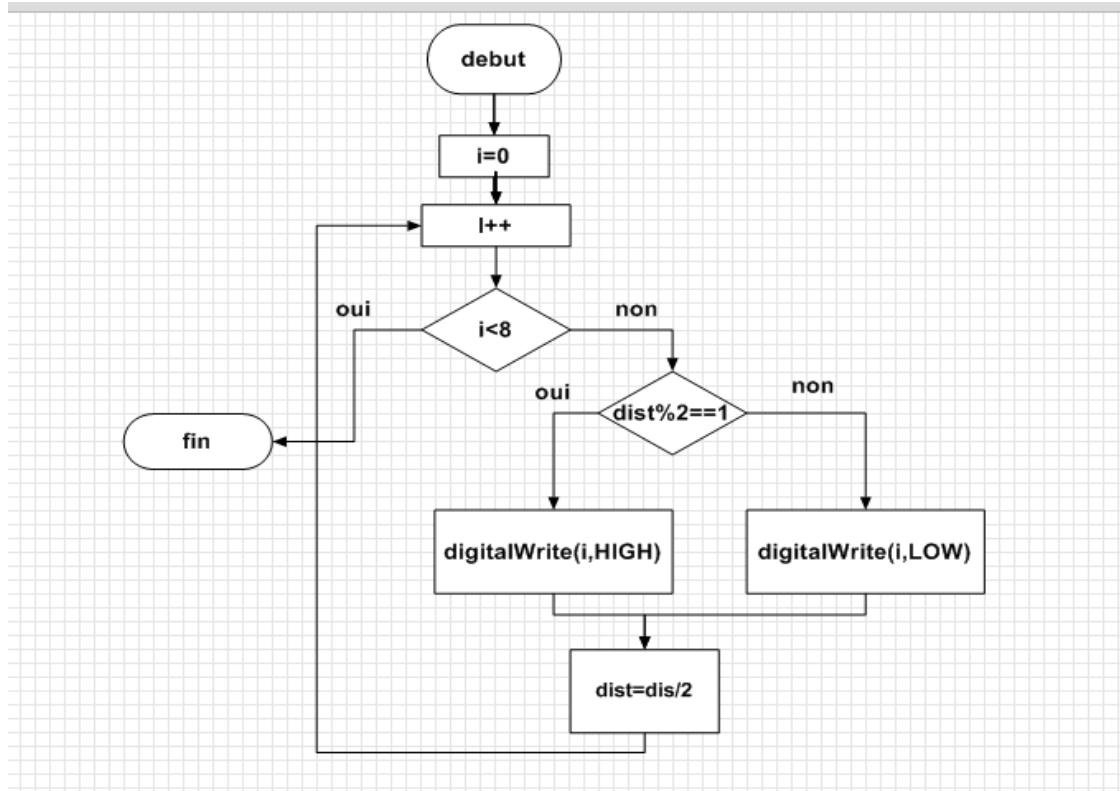 debut
i=0
I++
i<8
oui
non
fin
dist%2==1
oui
non
digitalWrite(i,HIGH)
digitalWrite(i,LOW)
dist=dis/2